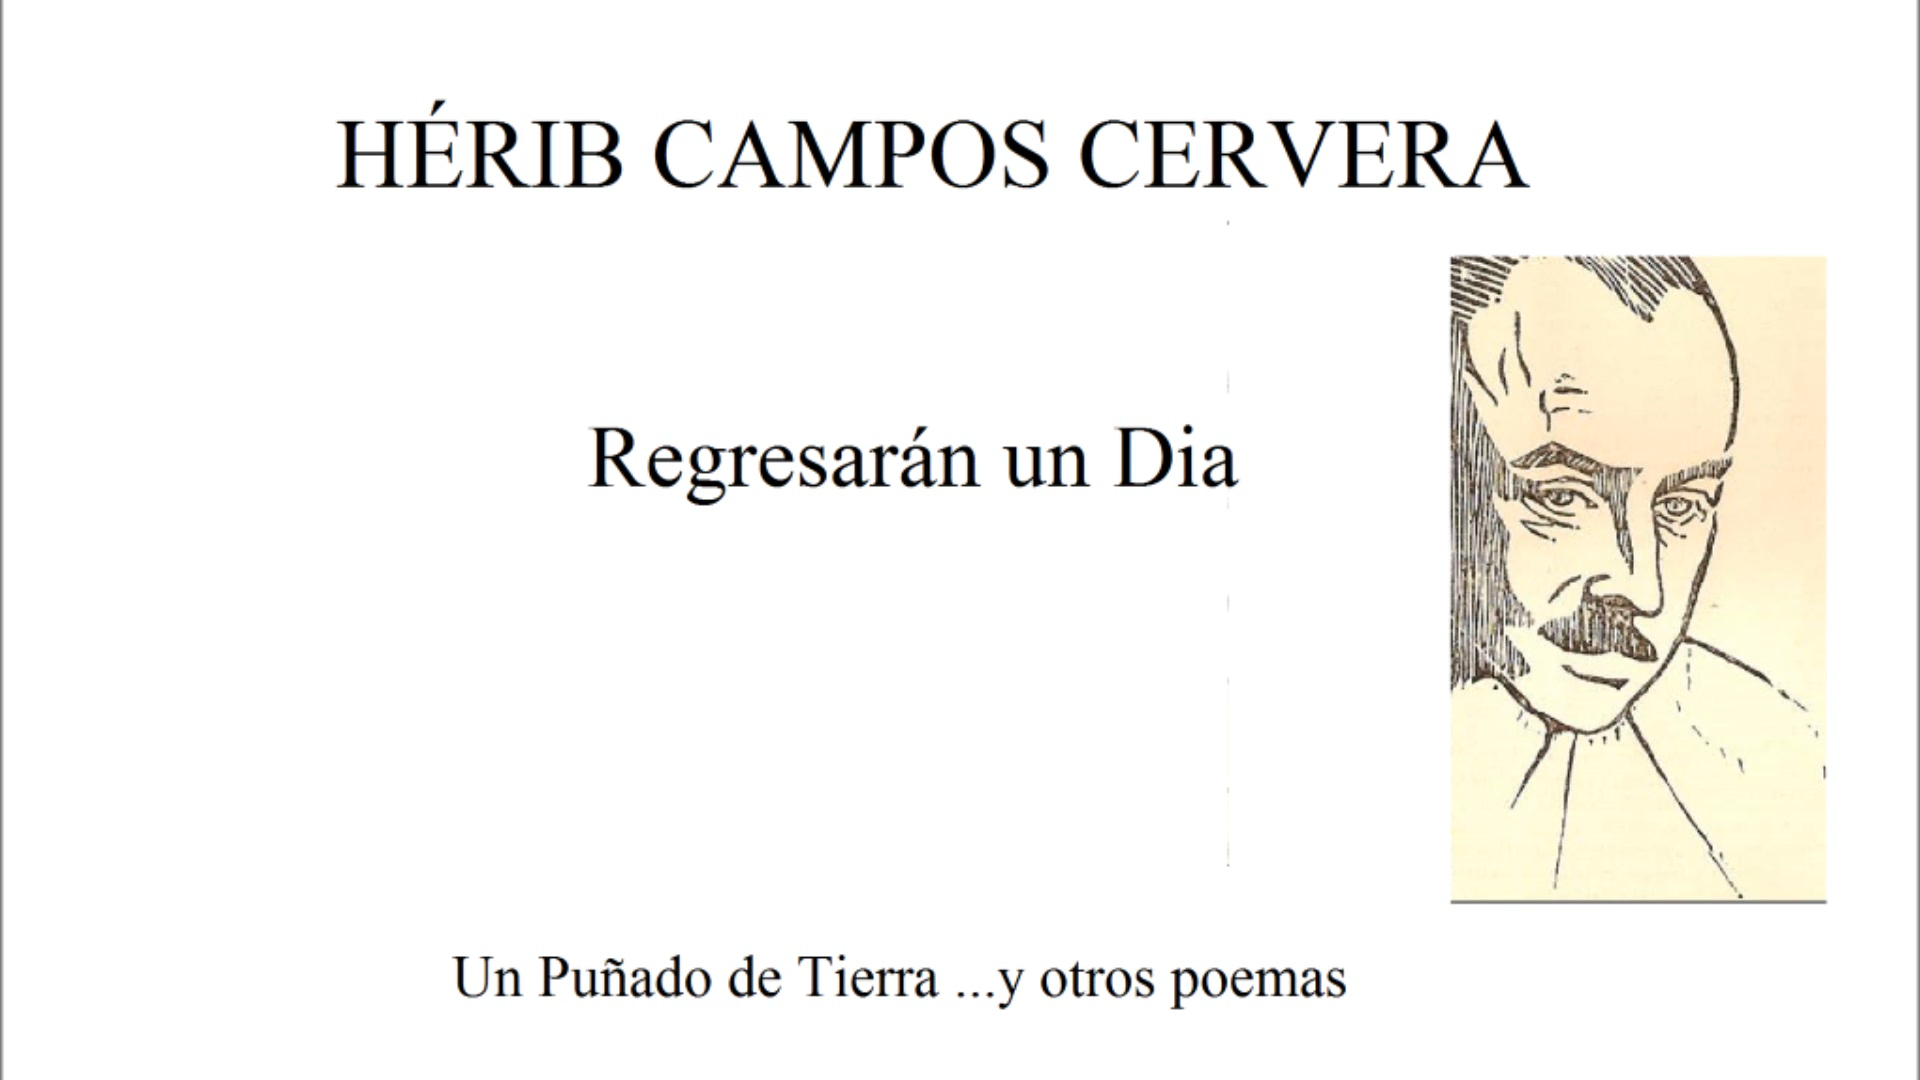 HÉRIB CAMPOS CERVERA
Regresarán un Dia
Un Puñado de Tierra ...y otros poemas